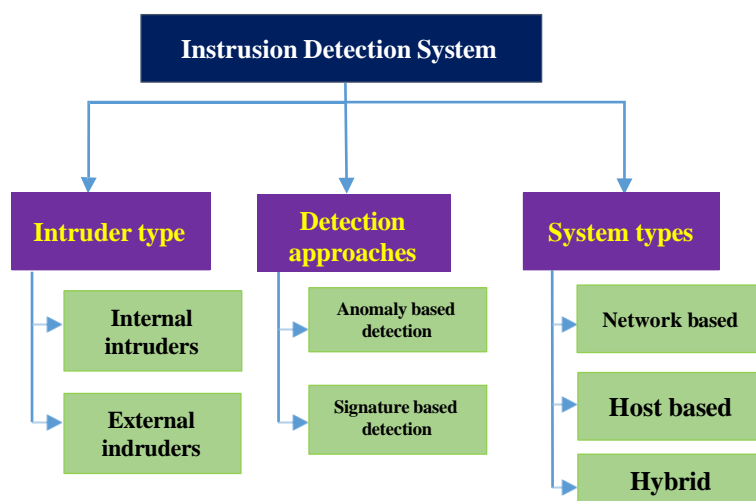 Instrusion Detection System
Intruder type
Detection
approaches
System types
Internal
intruders
External
indruders
Anomaly based
detection
Signature based
detection
Network based
Host based
Hybrid